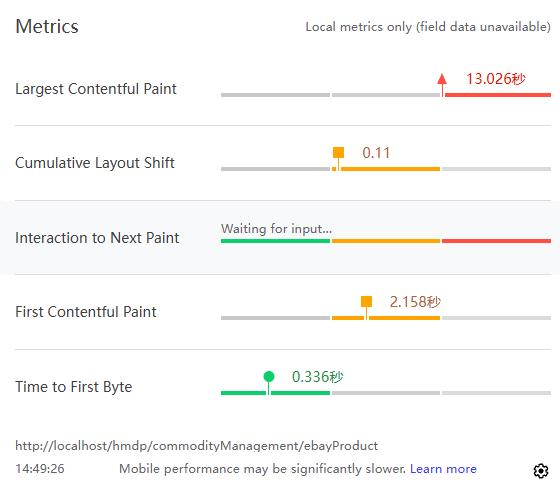 Metrics
Local metrics only (field data unavailable)
Largest Contentful Paint
13.026秒
Cumulative Layout Shift
0.11
Interaction to Next Paint
Waiting for input...
First Contentful Paint
2.158秒
Time to First Byte
0.336秒
http://localhost/hmdp/commodityManagement/ebayProduct
14:49:26
Mobile performance may be significantly slower. Learn more